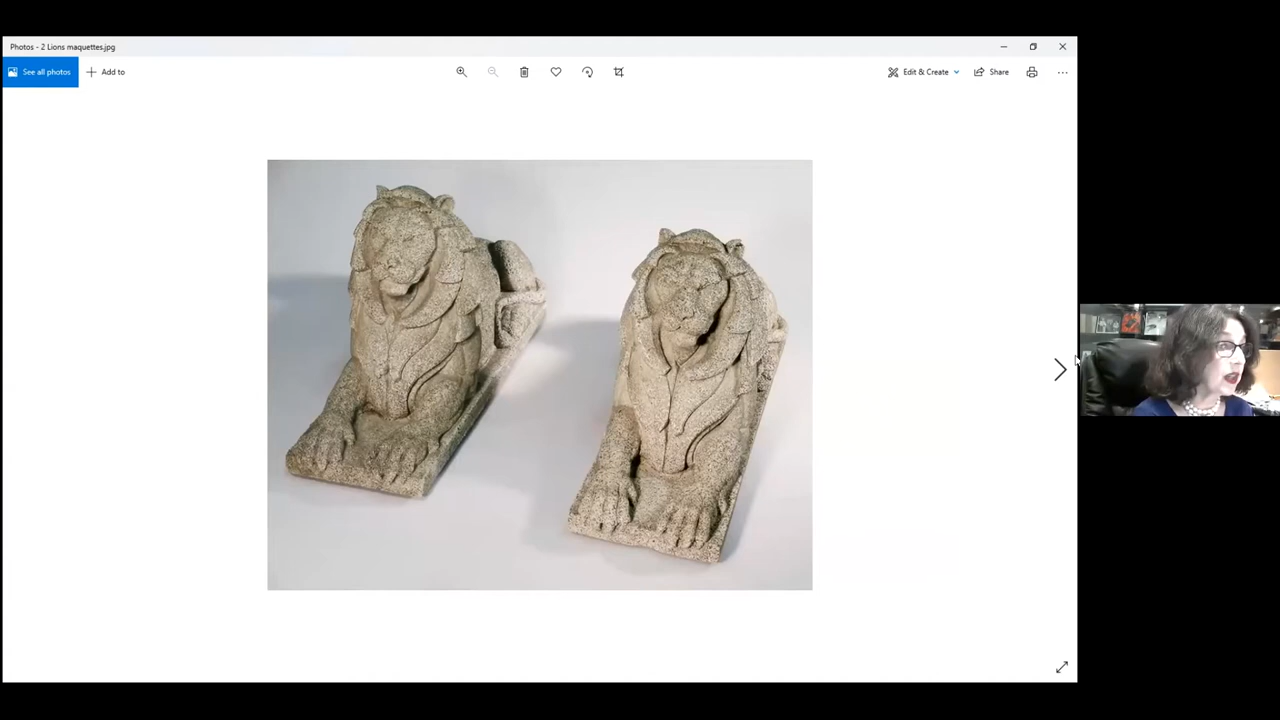 Photos - 2 Lions maquettes.jpg
See all photos
Add to
Edit & Create
Share